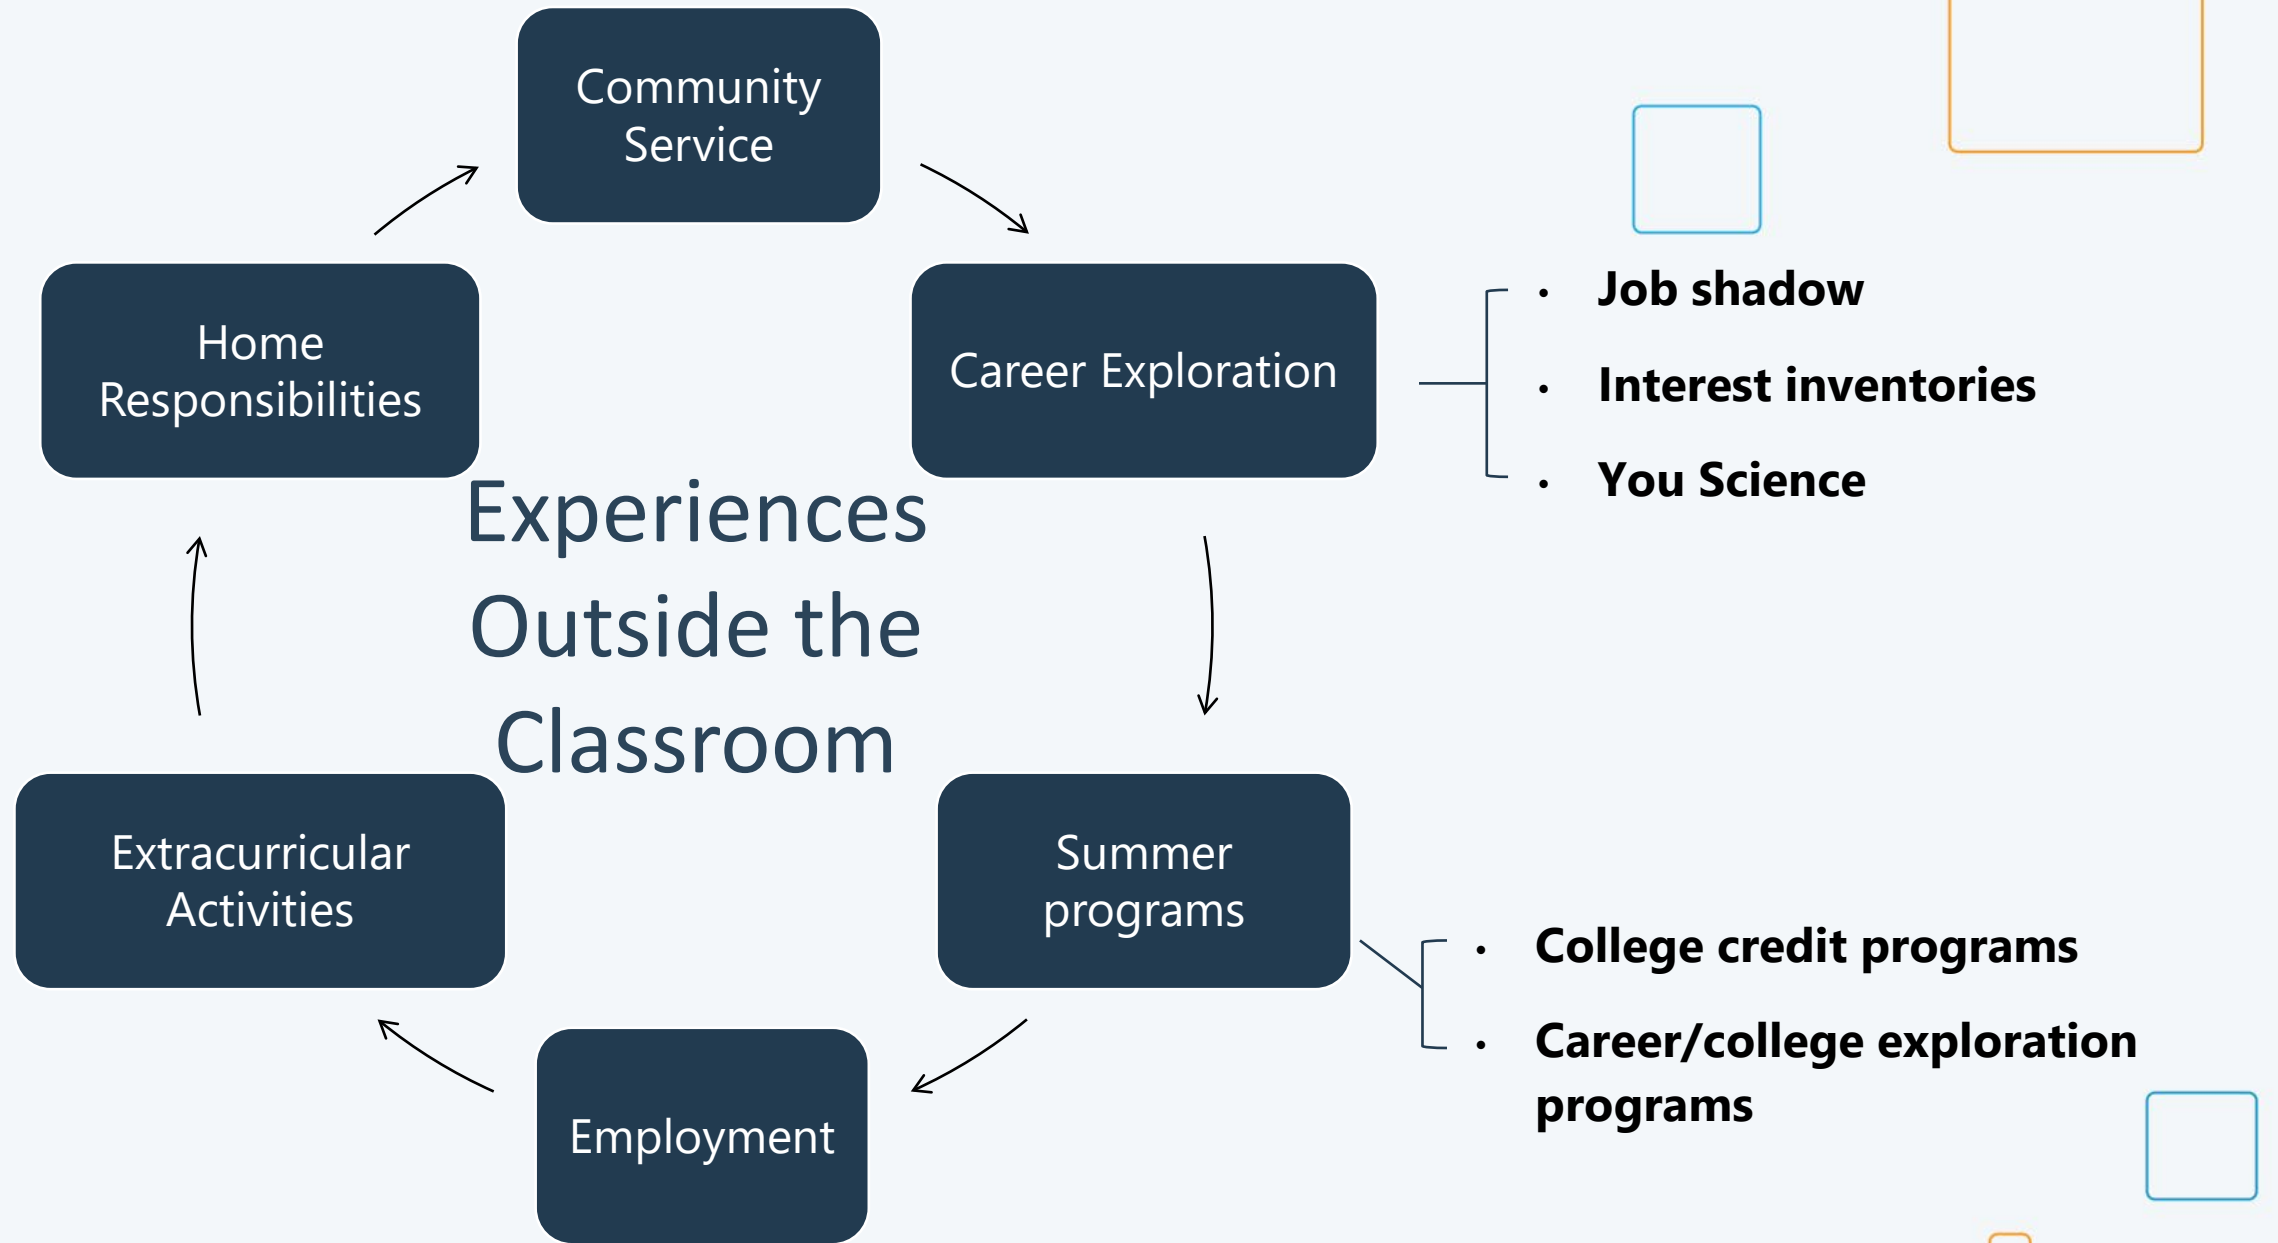 Community
Service
Home
Responsibilities
Career Exploration
• Job shadow
• Interest inventories
• You Science
Experiences
Outside the
Classroom
Extracurricular
Activities
Summer
programs
• College credit programs
• Career/college exploration
programs
Employment